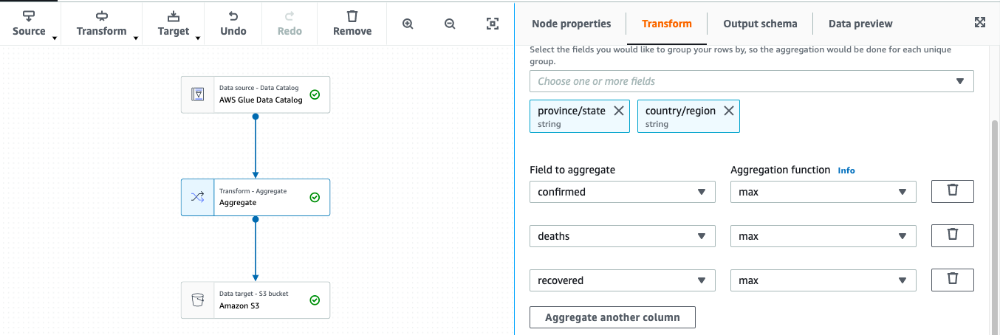 Source
Transform
Target
Undo
Redo
Remove
Data source - Data Catalog
AWS Glue Data Catalog
Transform - Aggregate
Aggregate
Data target - S3 bucket
Amazon S3
Node properties
Transform
Output schema
Data preview
Select the fields you would like to group your rows by, so the aggregation would be done for each unique
group.
Choose one or more fields
province/state
string
country/region
string
Field to aggregate
Aggregation function Info
confirmed
max
deaths
max
recovered
max
Aggregate another column